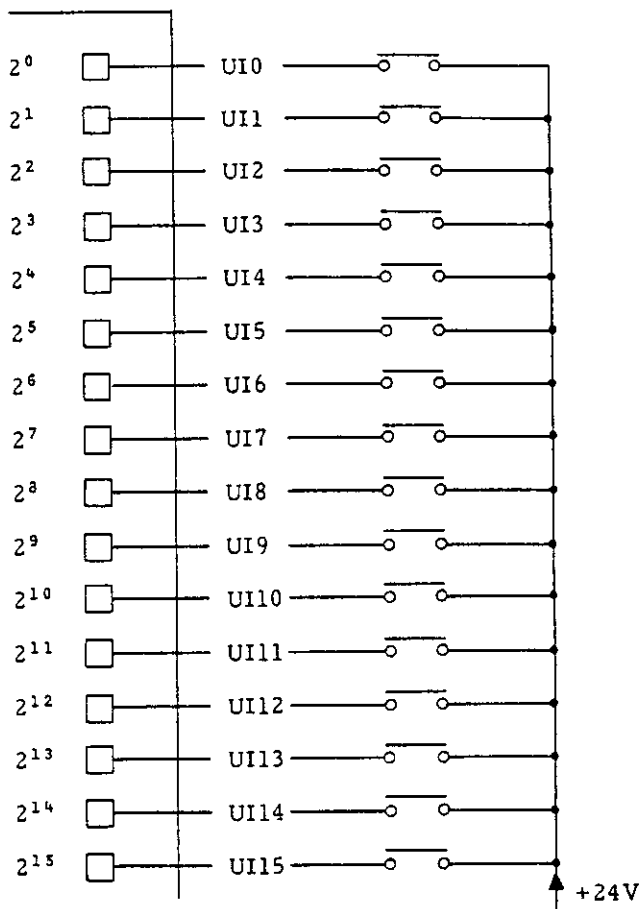 2⁰ UI0
2¹ UI1
2² UI2
2³ UI3
2⁴ UI4
2⁵ UI5
2⁶ UI6
2⁷ UI7
2⁸ UI8
2⁹ UI9
2¹⁰ UI10
2¹¹ UI11
2¹² UI12
2¹³ UI13
2¹⁴ UI14
2¹⁵ UI15
+24V